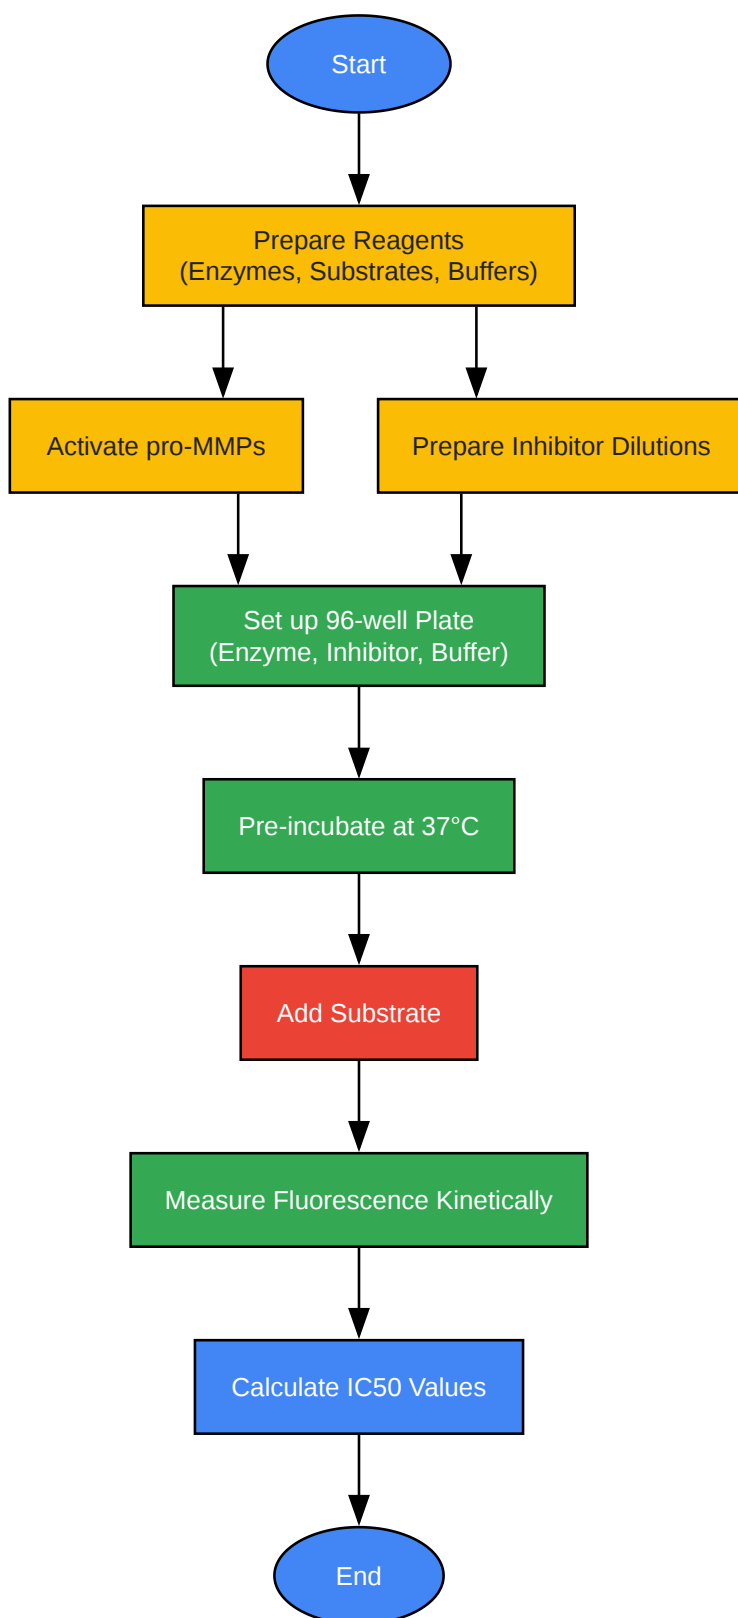 Start
Prepare Reagents
(Enzymes, Substrates, Buffers)
Activate pro-MMPs
Prepare Inhibitor Dilutions
Set up 96-well Plate
(Enzyme, Inhibitor, Buffer)
Pre-incubate at 37°C
Add Substrate
Measure Fluorescence Kinetically
Calculate IC50 Values
End